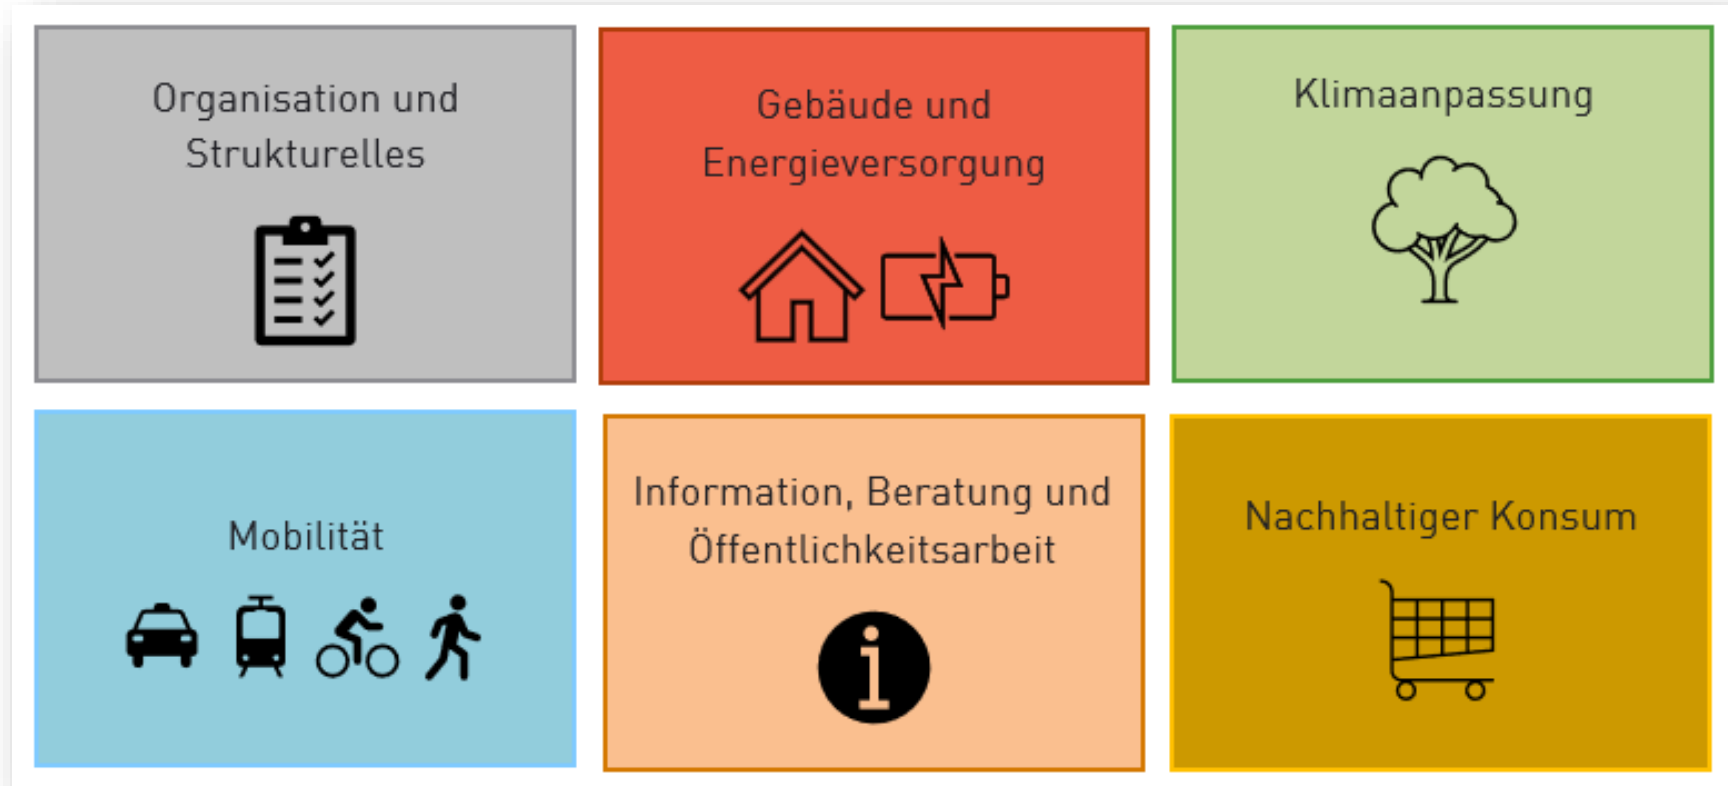 Organisation und
Strukturelles
Gebäude und
Energieversorgung
Klimaanpassung
Mobilität
Information, Beratung und
Öffentlichkeitsarbeit
Nachhaltiger Konsum